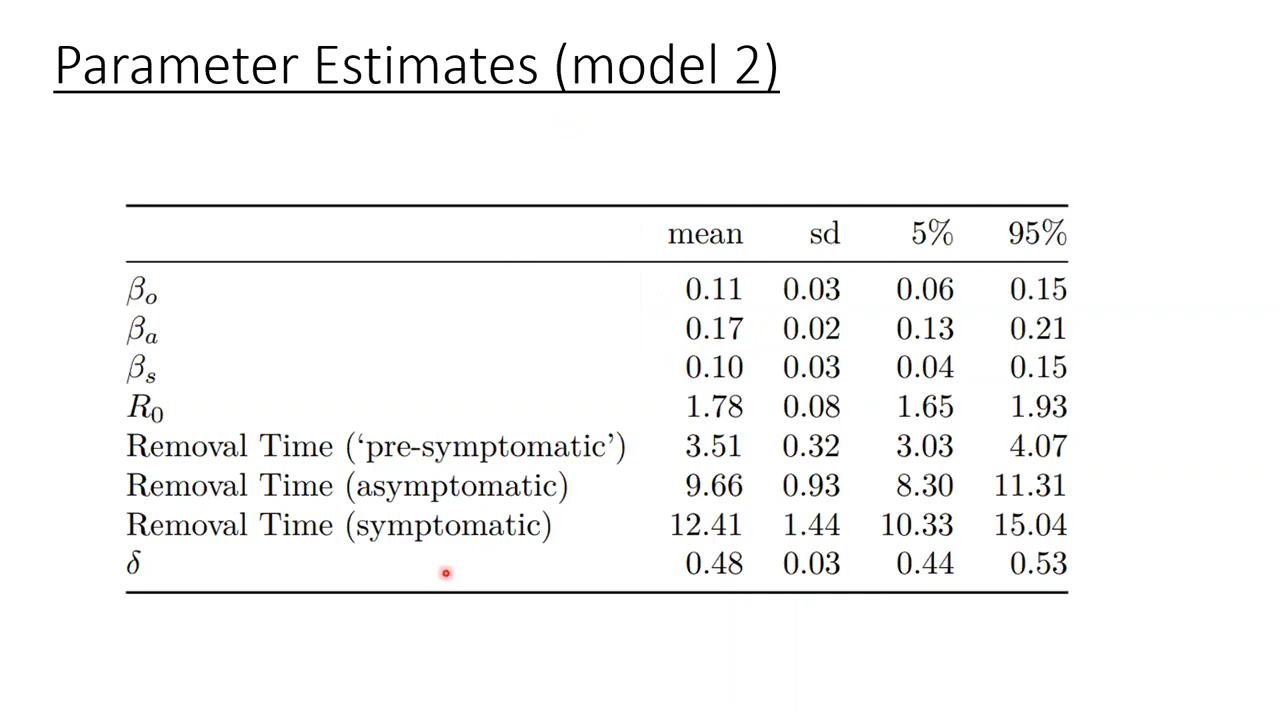 Parameter Estimates (model 2)
mean sd 5% 95%
βₒ 0.11 0.03 0.06 0.15
βₐ 0.17 0.02 0.13 0.21
βₛ 0.10 0.03 0.04 0.15
R₀ 1.78 0.08 1.65 1.93
Removal Time (‘pre-symptomatic’) 3.51 0.32 3.03 4.07
Removal Time (asymptomatic) 9.66 0.93 8.30 11.31
Removal Time (symptomatic) 12.41 1.44 10.33 15.04
δ 0.48 0.03 0.44 0.53